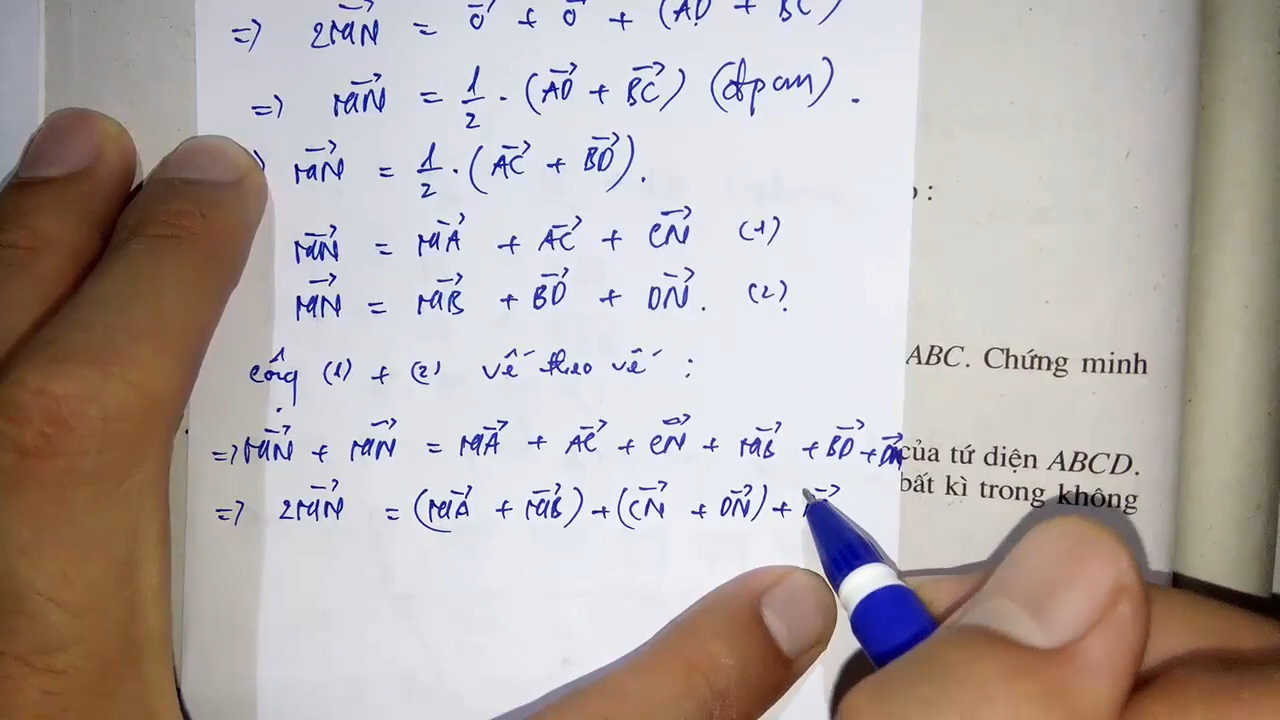 => 2MN→ = 0→ + 0→ + (AD→ + BC→)
=> MN→ = 1/2 . (AD→ + BC→) (đpcm).
MN→ = 1/2 . (AC→ + BD→).
MN→ = MA→ + AC→ + CN→ (1)
MN→ = MB→ + BD→ + DN→. (2)
Cộng (1) + (2) vế theo vế :
=> MN→ + MN→ = MA→ + AC→ + CN→ + MB→ + BD→ + DN→
=> 2MN→ = (MA→ + MB→) + (CN→ + DN→) +
ABC. Chứng minh
của tứ diện ABCD.
bất kì trong không